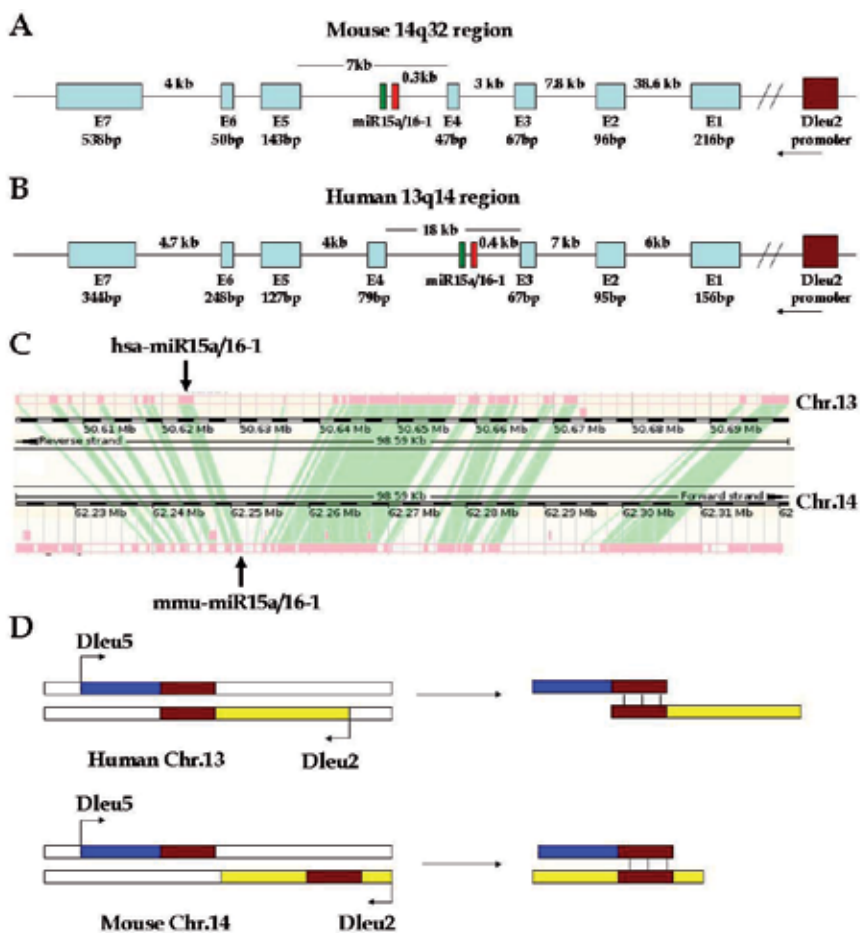 A
Mouse 14q32 region
7kb
4 kb
0.3kb
3 kb
7.8 kb
38.6 kb
E7
538bp
E6
50bp
E5
143bp
miR15a/16-1
E4
47bp
E3
67bp
E2
96bp
E1
216bp
Dleu2
promoler
B
Human 13q14 region
18 kb
4.7 kb
4kb
0.4 kb
7 kb
6kb
E7
344bp
E6
248bp
E5
127bp
E4
79bp
miR15a/16-1
E3
67bp
E2
95bp
E1
156bp
Dleu2
promoler
C
hsa-miR15a/16-1
Chr.13
50.61 Mb
50.62 Mb
50.63 Mb
50.64 Mb
50.65 Mb
50.66 Mb
50.67 Mb
50.68 Mb
50.69 Mb
Reverse strand
98.59 Kb
98.59 Kb
Forward strand
Chr.14
62.23 Mb
62.24 Mb
62.25 Mb
62.26 Mb
62.27 Mb
62.28 Mb
62.29 Mb
62.30 Mb
62.31 Mb
62
mmu-miR15a/16-1
D
Dleu5
Human Chr.13
Dleu2
Dleu5
Mouse Chr.14
Dleu2